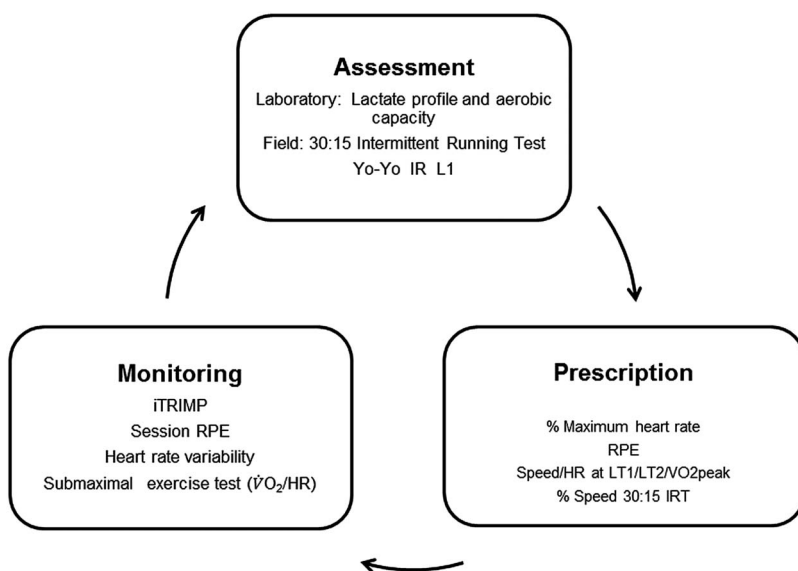 Assessment
Laboratory: Lactate profile and aerobic
capacity
Field: 30:15 Intermittent Running Test
Yo-Yo IR L1
Monitoring
iTRIMP
Session RPE
Heart rate variability
Submaximal exercise test (V̇O₂/HR)
Prescription
% Maximum heart rate
RPE
Speed/HR at LT1/LT2/VO2peak
% Speed 30:15 IRT